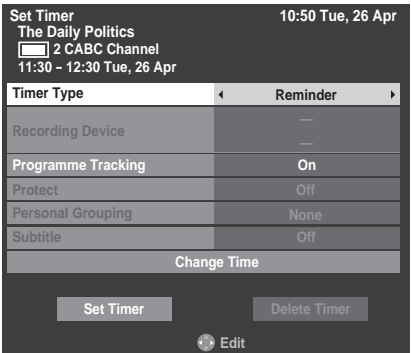 Set Timer 10:50 Tue, 26 Apr
The Daily Politics
2 CABC Channel
11:30 - 12:30 Tue, 26 Apr
Timer Type Reminder
Recording Device —
—
Programme Tracking On
Protect Off
Personal Grouping None
Subtitle Off
Change Time
Set Timer Delete Timer
Edit